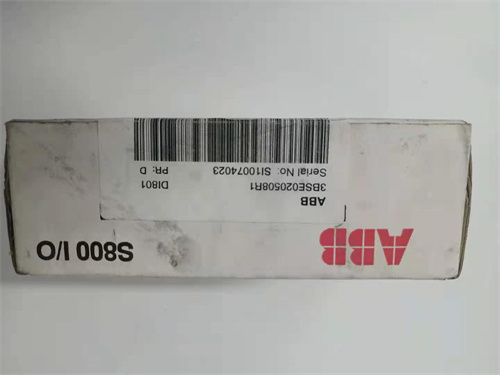 ABB
S800 I/O
ABB
3BSE020508R1
DI801
Serial No: SI10074023
PR: D